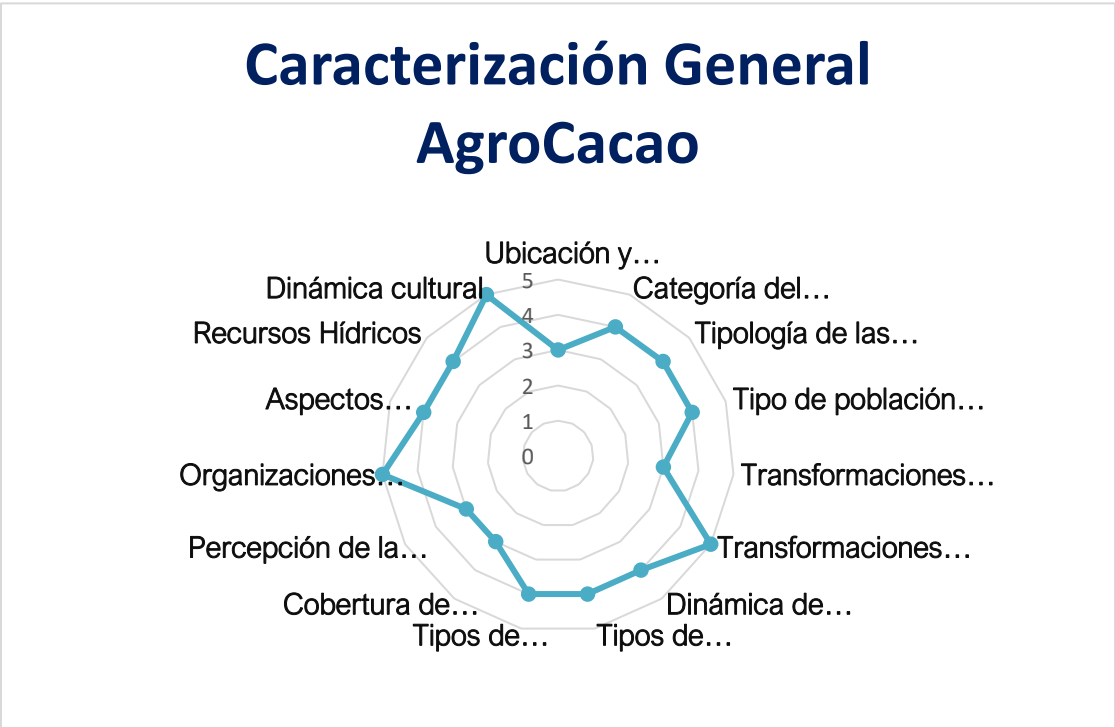 Caracterización General
AgroCacao
Ubicación y…
Categoría del…
Tipología de las…
Tipo de población…
Transformaciones…
Transformaciones…
Dinámica de…
Tipos de…
Tipos de…
Cobertura de…
Percepción de la…
Organizaciones…
Aspectos…
Recursos Hídricos
Dinámica cultural
5
4
3
2
1
0